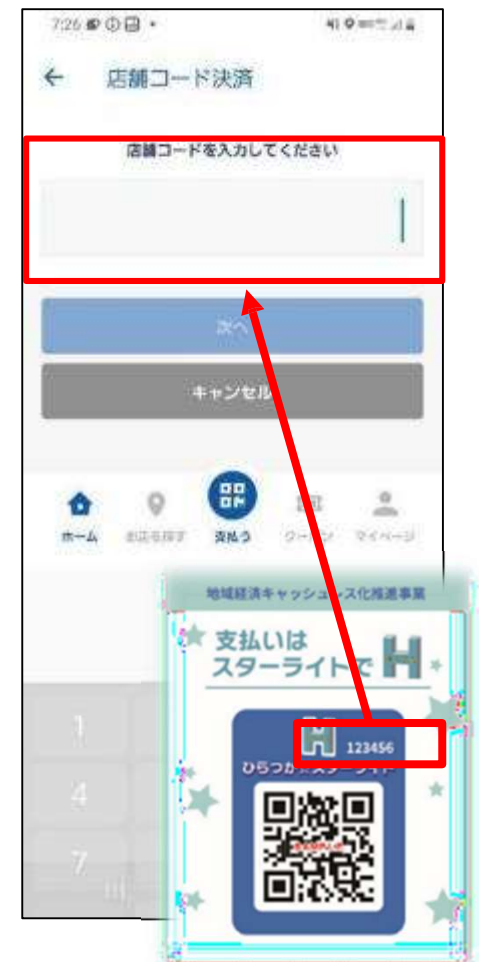 7:26
店舗コード決済
店舗コードを入力してください
次へ
キャンセル
ホーム
お店を探す
支払う
クーポン
マイページ
地域経済キャッシュレス化推進事業
支払いは
スターライトで H
H 123456
ひらつか☆スターライト
1
4
7